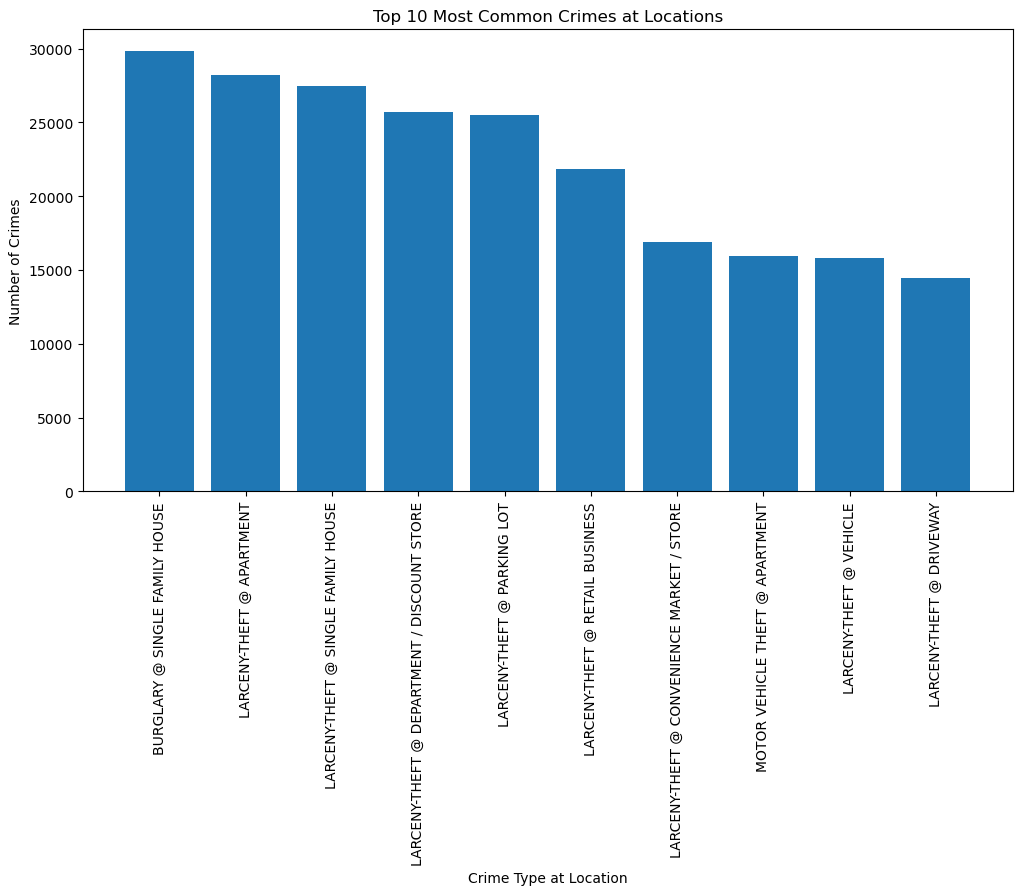 Top 10 Most Common Crimes at Locations
Number of Crimes
30000
25000
20000
15000
10000
5000
0
BURGLARY @ SINGLE FAMILY HOUSE
LARCENY-THEFT @ APARTMENT
LARCENY-THEFT @ SINGLE FAMILY HOUSE
LARCENY-THEFT @ DEPARTMENT / DISCOUNT STORE
LARCENY-THEFT @ PARKING LOT
LARCENY-THEFT @ RETAIL BUSINESS
LARCENY-THEFT @ CONVENIENCE MARKET / STORE
MOTOR VEHICLE THEFT @ APARTMENT
LARCENY-THEFT @ VEHICLE
LARCENY-THEFT @ DRIVEWAY
Crime Type at Location